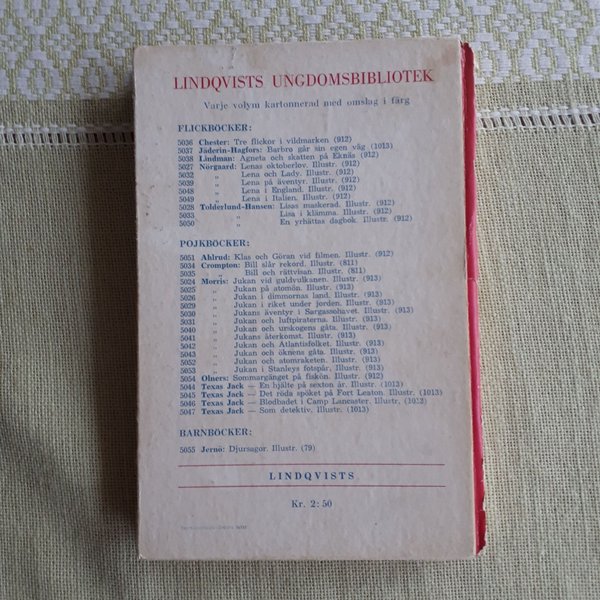 LINDQVISTS UNGDOMSBIBLIOTEK
Varje volym kartonnerad med omslag i färg
FLICKBÖCKER:
5036 Chester: Tre flickor i vildmarken (912)
5037 Jäderin-Hagfors: Barbro går sin egen väg (1013)
5038 Lindman: Agneta och skatten på Eknäs (912)
5027 Nörgaard: Lenas oktoberlov. Illustr. (912)
5032 „ Lena och Lady. Illustr. (912)
5039 „ Lena på äventyr. Illustr. (912)
5048 „ Lena i England. Illustr. (912)
5049 „ Lena i Italien. Illustr. (912)
5028 Tolderlund-Hansen: Lisas maskerad. Illustr. (912)
5033 „ Lisa i klämma. Illustr. (912)
5050 „ En yrhättas dagbok. Illustr. (912)
POJKBÖCKER:
5051 Ahlrud: Klas och Göran vid filmen. Illustr. (912)
5034 Crompton: Bill slår rekord. Illustr. (811)
5035 „ Bill och rättvisan. Illustr. (811)
5024 Morris: Jukan vid guldvulkanen. Illustr. (913)
5025 „ Jukan på atomön. Illustr. (913)
5026 „ Jukan i dimmornas land. Illustr. (913)
5029 „ Jukan i riket under jorden. Illustr. (913)
5030 „ Jukans äventyr i Sargassohavet. Illustr. (913)
5031 „ Jukan och luftpiraterna. Illustr. (913)
5040 „ Jukan och urskogens gåta. Illustr. (913)
5041 „ Jukans återkomst. Illustr. (913)
5042 „ Jukan och Atlantisfolket. Illustr. (913)
5043 „ Jukan och öknens gåta. Illustr. (913)
5052 „ Jukan och atomraketen. Illustr. (913)
5053 „ Jukan i Stanleys fotspår. Illustr. (913)
5054 Olners: Sommargänget på fiskön. Illustr. (912)
5044 Texas Jack — En hjälte på sexton år. Illustr. (1013)
5045 Texas Jack — Det röda spöket på Fort Leaton. Illustr. (1013)
5046 Texas Jack — Blodbadet i Camp Lancaster. Illustr. (1013)
5047 Texas Jack — Som detektiv. Illustr. (1013)
BARNBÖCKER:
5055 Jernö: Djursagor. Illustr. (79)
LINDQVISTS
Kr. 2:50